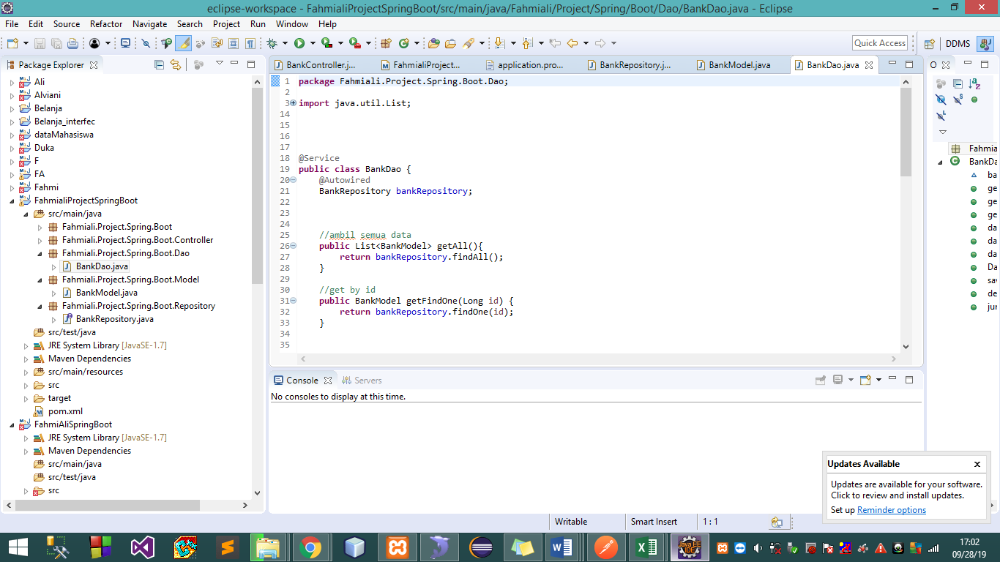 eclipse-workspace - FahmialiProjectSpringBoot/src/main/java/Fahmiali/Project/Spring/Boot/Dao/BankDao.java - Eclipse
File Edit Source Refactor Navigate Search Project Run Window Help
Quick Access
DDMS
Package Explorer
Ali
Alviani
Belanja
Belanja_interfec
dataMahasiswa
Duka
F
FA
Fahmi
FahmialiProjectSpringBoot
src/main/java
Fahmiali.Project.Spring.Boot
Fahmiali.Project.Spring.Boot.Controller
Fahmiali.Project.Spring.Boot.Dao
BankDao.java
Fahmiali.Project.Spring.Boot.Model
BankModel.java
Fahmiali.Project.Spring.Boot.Repository
BankRepository.java
src/test/java
JRE System Library [JavaSE-1.7]
Maven Dependencies
src/main/resources
src
target
pom.xml
FahmiAliSpringBoot
JRE System Library [JavaSE-1.7]
Maven Dependencies
src/main/java
src/test/java
src
BankController.j... FahmialiProject... application.pro... BankRepository.j... BankModel.java BankDao.java
1 package Fahmiali.Project.Spring.Boot.Dao;
2
3 import java.util.List;
14
15
16
17
18 @Service
19 public class BankDao {
20 @Autowired
21 BankRepository bankRepository;
22
23
24
25 //ambil semua data
26 public List<BankModel> getAll(){
27 return bankRepository.findAll();
28 }
29
30 //get by id
31 public BankModel getFindOne(Long id) {
32 return bankRepository.findOne(id);
33 }
34
35
O
Fahmia
BankDa
ba
ge
ge
ge
da
da
da
Da
sav
de
jur
Console Servers
No consoles to display at this time.
Updates Available
Updates are available for your software.
Click to review and install updates.
Set up Reminder options
Writable Smart Insert 1 : 1
Java EE
IDE
17:02
09/28/19